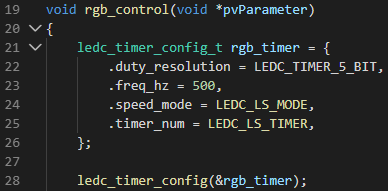 19 void rgb_control(void *pvParameter)
20 {
21 ledc_timer_config_t rgb_timer = {
22 .duty_resolution = LEDC_TIMER_5_BIT,
23 .freq_hz = 500,
24 .speed_mode = LEDC_LS_MODE,
25 .timer_num = LEDC_LS_TIMER,
26 };
27
28 ledc_timer_config(&rgb_timer);